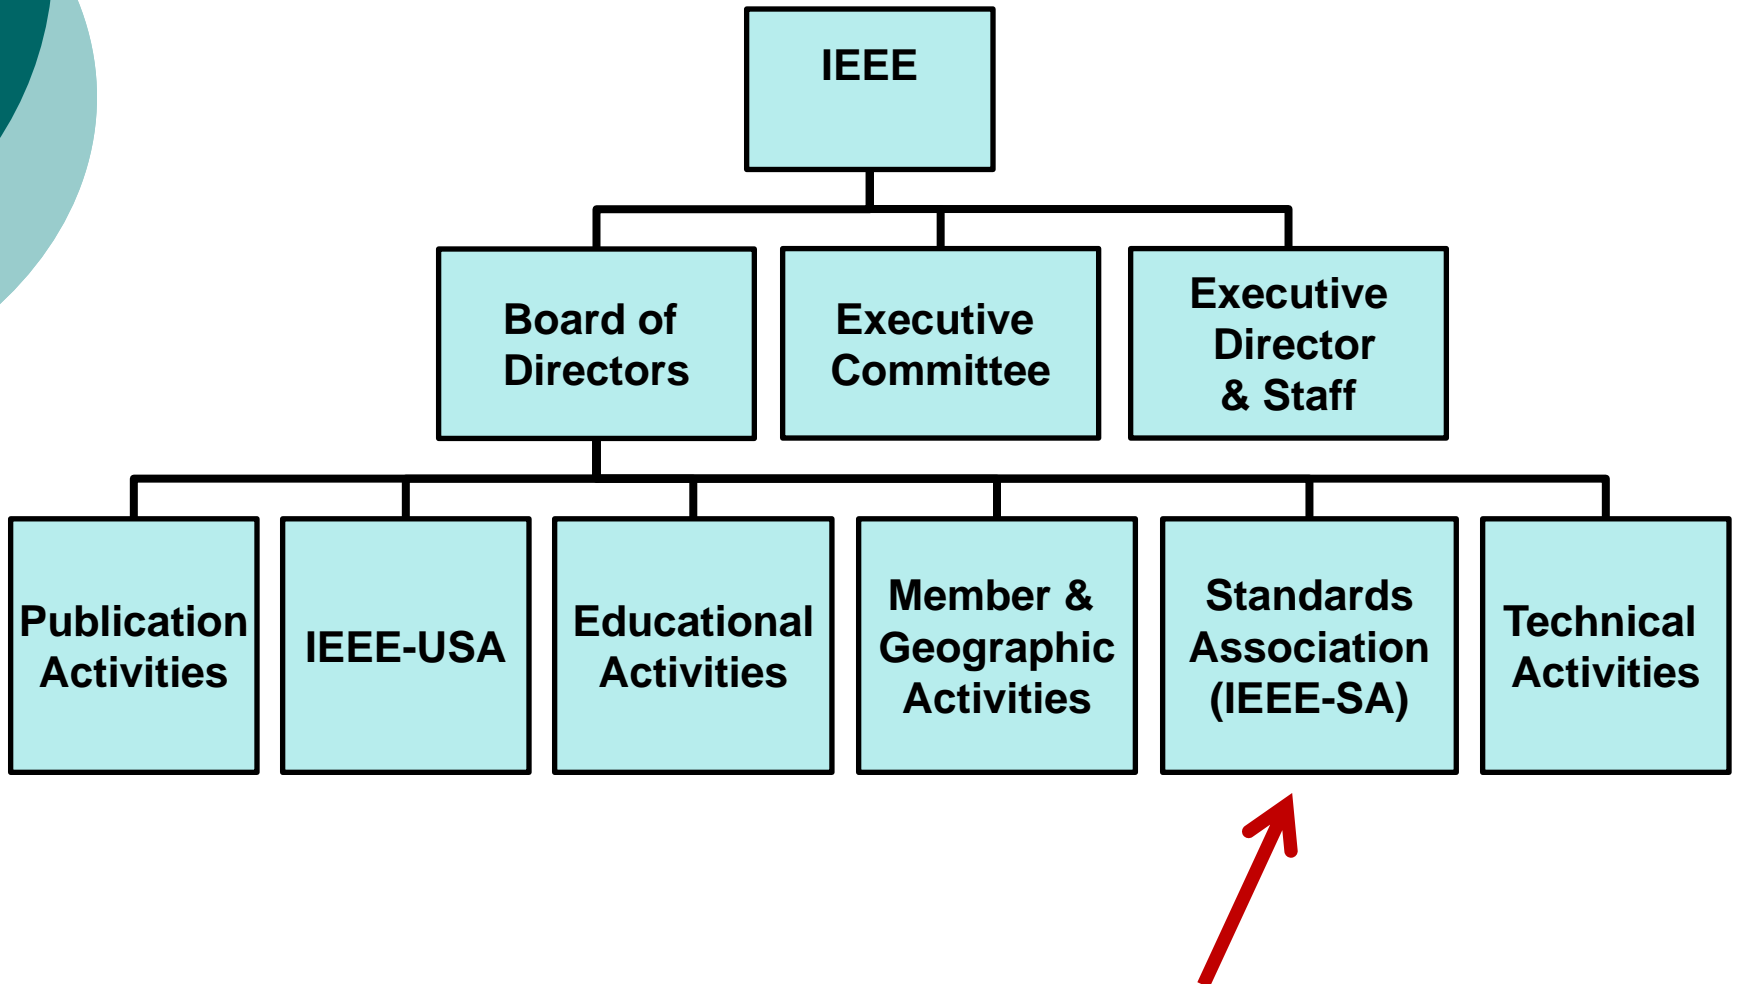 IEEE
Board of
Directors
Executive
Committee
Executive
Director
& Staff
Publication
Activities
IEEE-USA
Educational
Activities
Member &
Geographic
Activities
Standards
Association
(IEEE-SA)
Technical
Activities